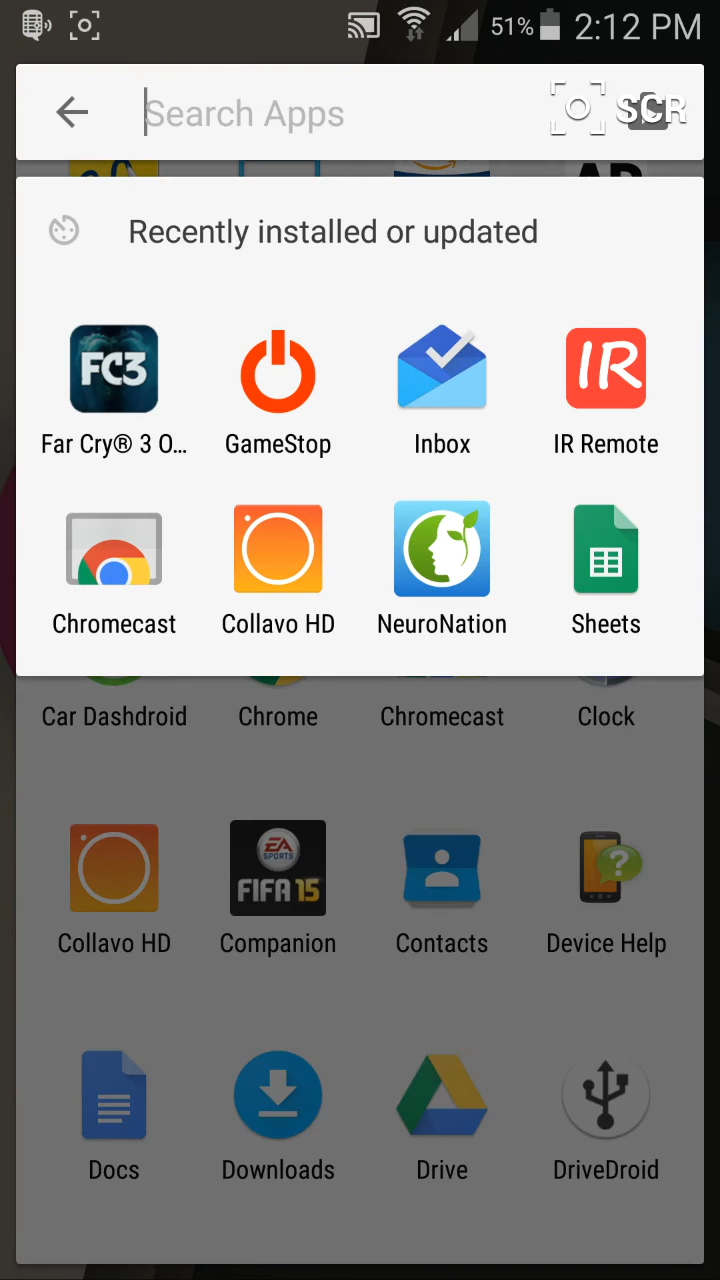 51% 2:12 PM
Search Apps SCR
Recently installed or updated
FC3 IR
Far Cry® 3 O... GameStop Inbox IR Remote
Chromecast Collavo HD NeuroNation Sheets
Car Dashdroid Chrome Chromecast Clock
EA SPORTS
FIFA 15
Collavo HD Companion Contacts Device Help
Docs Downloads Drive DriveDroid